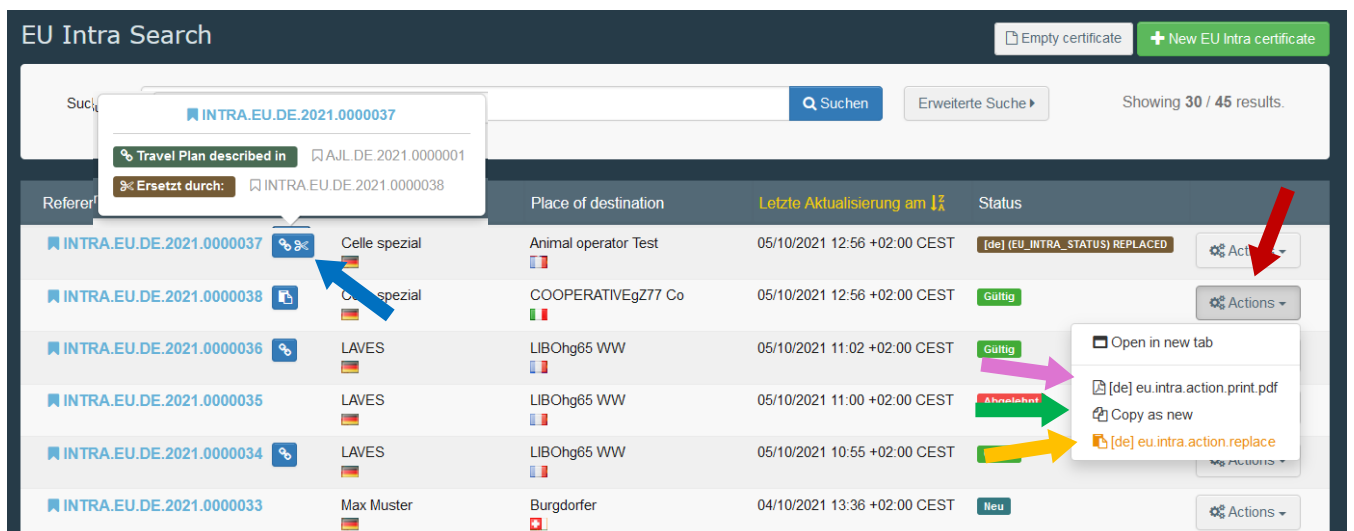 EU Intra Search
Empty certificate
New EU Intra certificate
INTRA.EU.DE.2021.0000037
Suchen
Erweiterte Suche
Showing 30 / 45 results.
Travel Plan described in AJL.DE.2021.0000001
Ersetzt durch: INTRA.EU.DE.2021.0000038
Place of destination Letzte Aktualisierung am Status
INTRA.EU.DE.2021.0000037 Celle spezial Animal operator Test 05/10/2021 12:56 +02:00 CEST [de] (EU_INTRA_STATUS) REPLACED
INTRA.EU.DE.2021.0000038 spezial COOPERATIVEgZ77 Co 05/10/2021 12:56 +02:00 CEST Gültig Actions
INTRA.EU.DE.2021.0000036 LAVES LIBOhg65 WW 05/10/2021 11:02 +02:00 CEST Gültig
Open in new tab
[de] eu.intra.action.print.pdf
INTRA.EU.DE.2021.0000035 LAVES LIBOhg65 WW 05/10/2021 11:00 +02:00 CEST
Copy as new
[de] eu.intra.action.replace
INTRA.EU.DE.2021.0000034 LAVES LIBOhg65 WW 05/10/2021 10:55 +02:00 CEST Actions
INTRA.EU.DE.2021.0000033 Max Muster Burgdorfer 04/10/2021 13:36 +02:00 CEST Neu Actions